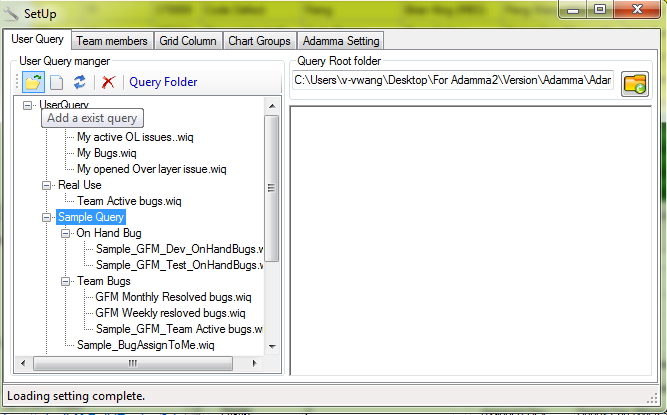 SetUp
User Query
Team members
Grid Column
Chart Groups
Adamma Setting
User Query manger
Query Root folder
Query Folder
C:\Users\v-vwang\Desktop\For Adamma2\Version\Adamma\Adar
UserQuery
Add a exist query
My active OL issues..wiq
My Bugs.wiq
My opened Over layer issue.wiq
Real Use
Team Active bugs.wiq
Sample Query
On Hand Bug
Sample_GFM_Dev_OnHandBugs.w
Sample_GFM_Test_OnHandBugs.w
Team Bugs
GFM Monthly Resolved bugs.wiq
GFM Weekly resloved bugs.wiq
Sample_GFM_Team Active bugs.wiq
Sample_BugAssignToMe.wiq
Loading setting complete.